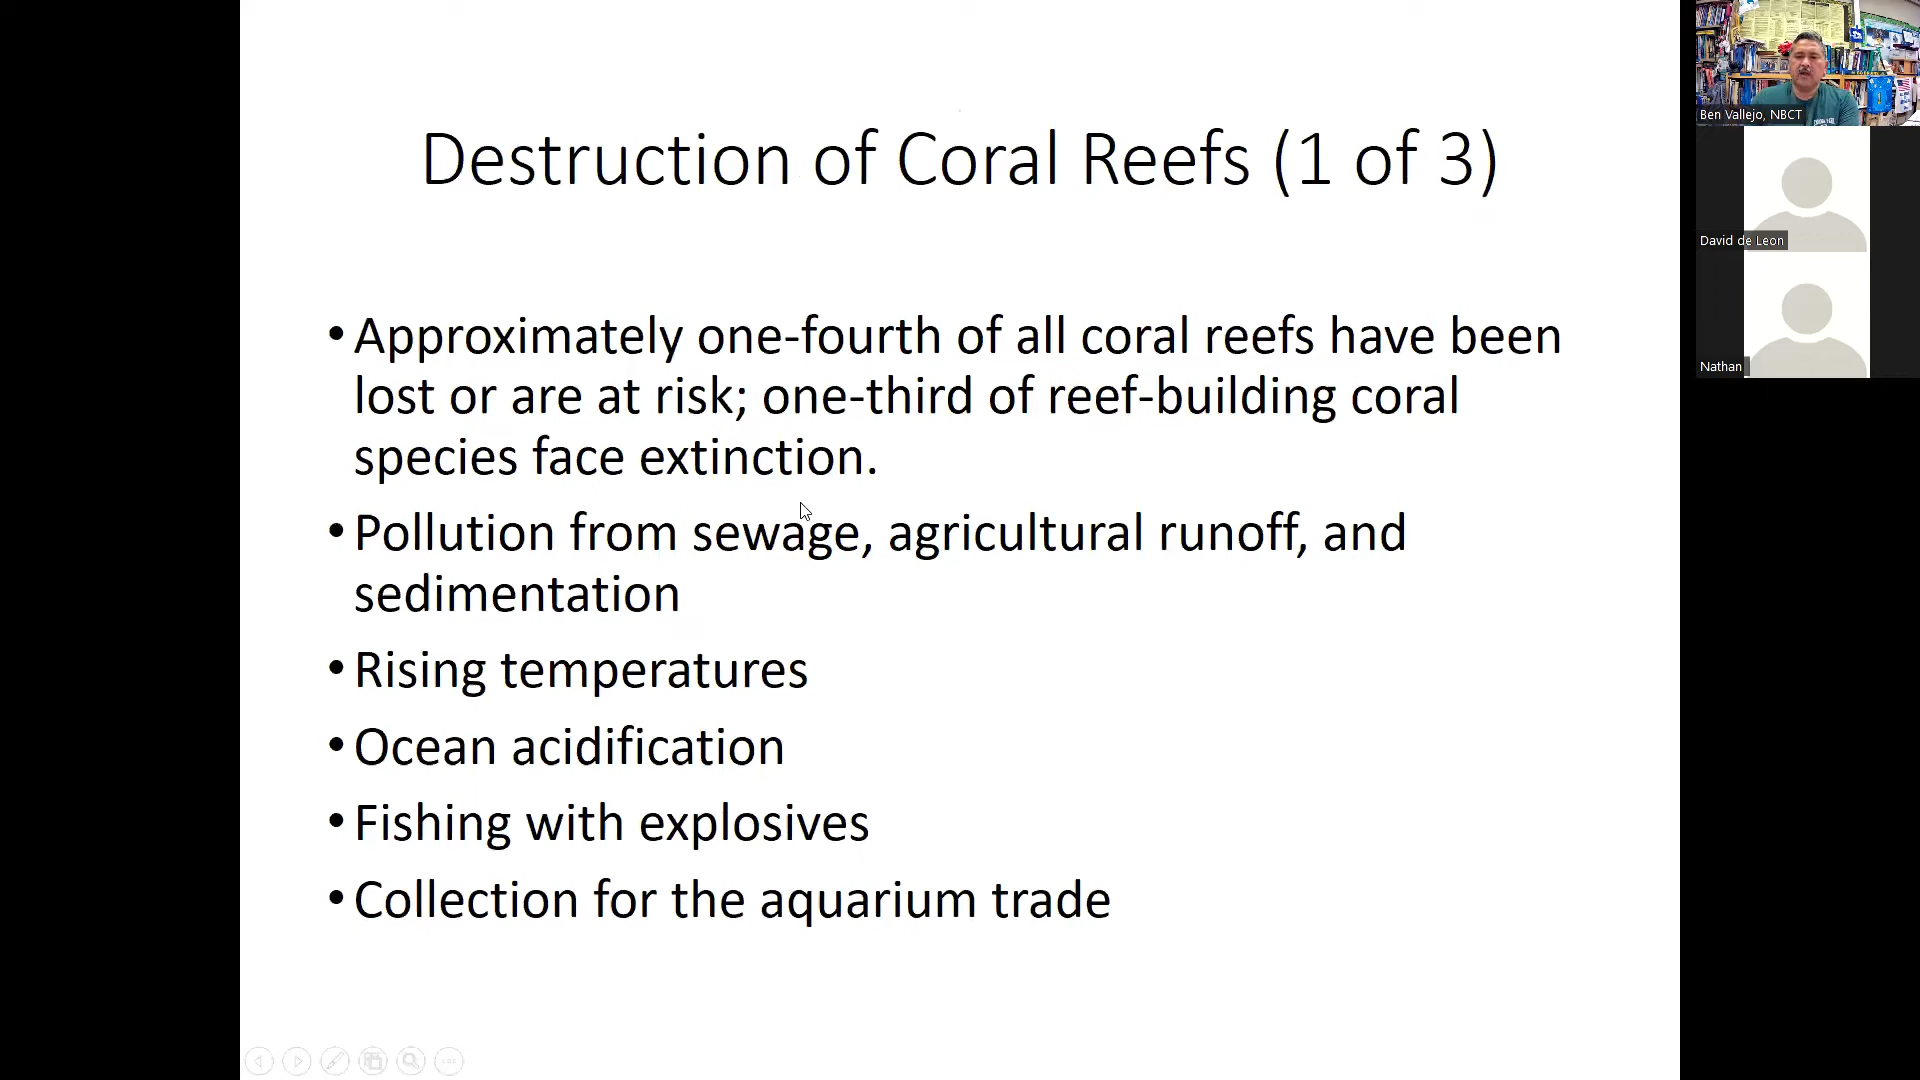 Destruction of Coral Reefs (1 of 3)
• Approximately one-fourth of all coral reefs have been
lost or are at risk; one-third of reef-building coral
species face extinction.
• Pollution from sewage, agricultural runoff, and
sedimentation
• Rising temperatures
• Ocean acidification
• Fishing with explosives
• Collection for the aquarium trade
Ben Vallejo, NBCT
David de Leon
Nathan